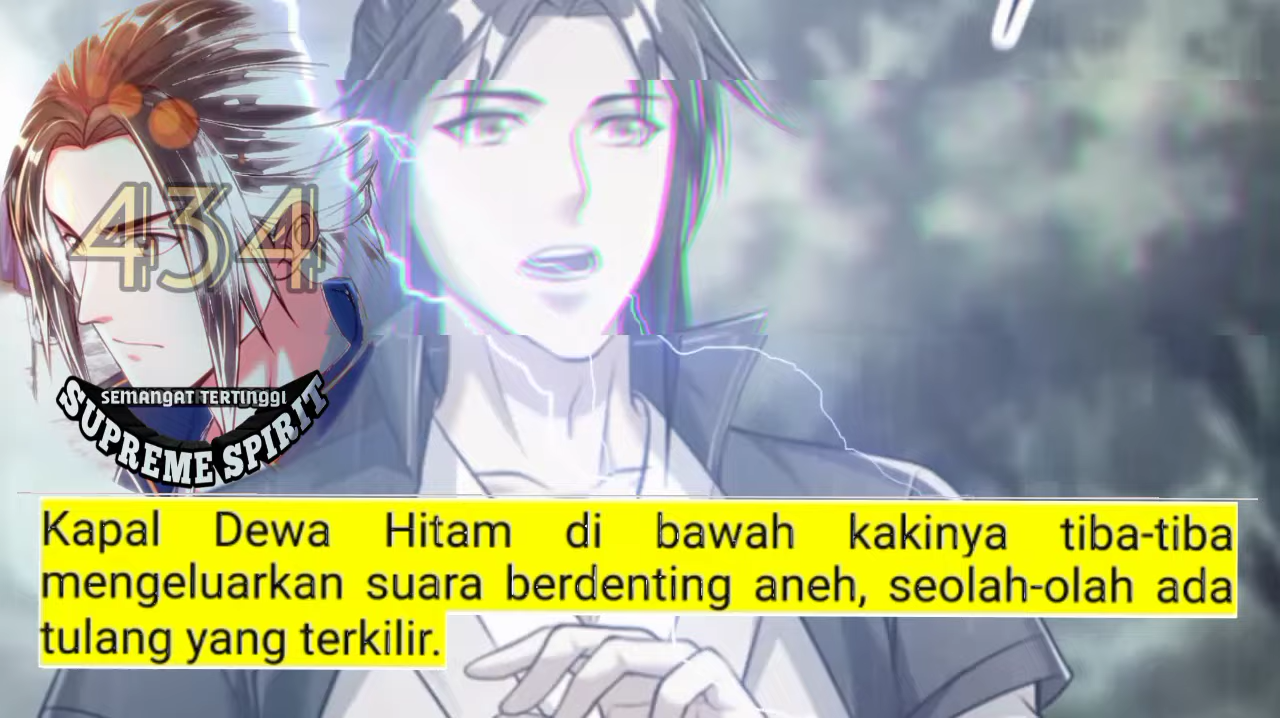 434
SEMANGAT TERTINGGI
SUPREME SPIRIT
Kapal Dewa Hitam di bawah kakinya tiba-tiba
mengeluarkan suara berdenting aneh, seolah-olah ada
tulang yang terkilir.